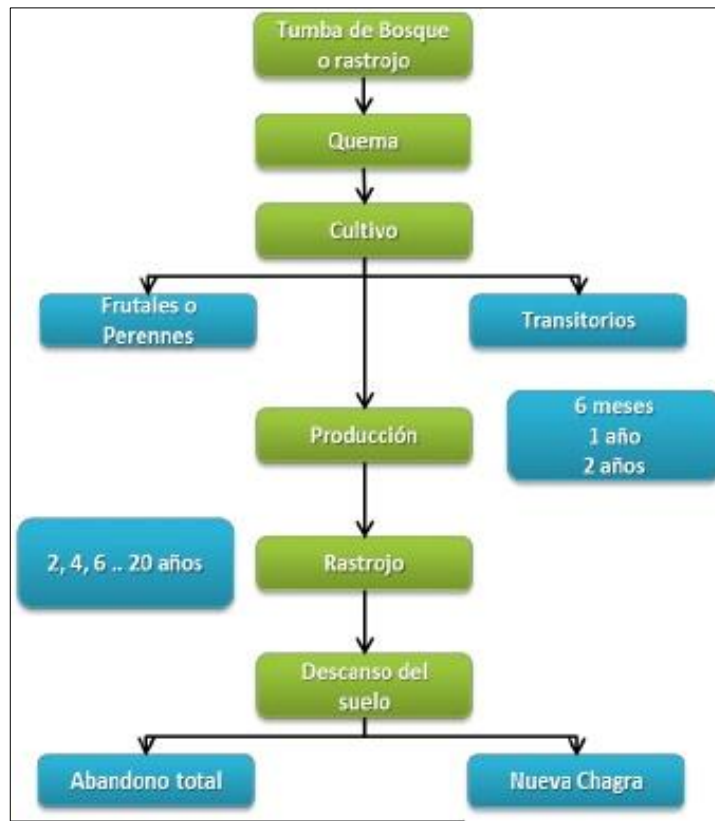 Tumba de Bosque
o rastrojo
Quema
Cultivo
Frutales o
Perennes
Transitorios
6 meses
1 año
2 años
Producción
2, 4, 6 .. 20 años
Rastrojo
Descanso del
suelo
Abandono total
Nueva Chagra